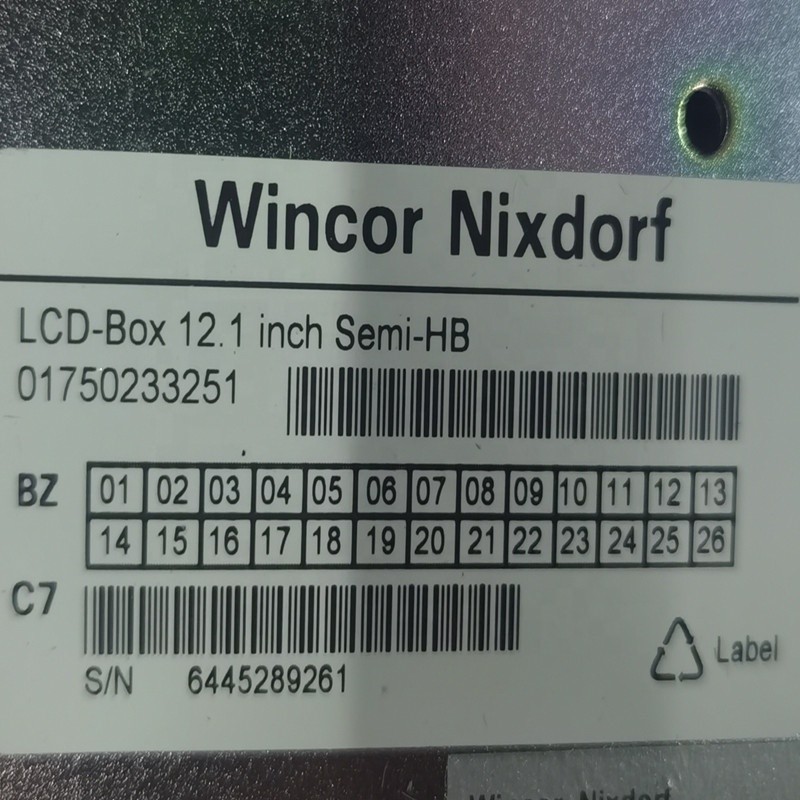 Wincor Nixdorf
LCD-Box 12.1 inch Semi-HB
01750233251
BZ 01 02 03 04 05 06 07 08 09 10 11 12 13
14 15 16 17 18 19 20 21 22 23 24 25 26
C7
Label
S/N 6445289261
Wincor Nixdorf